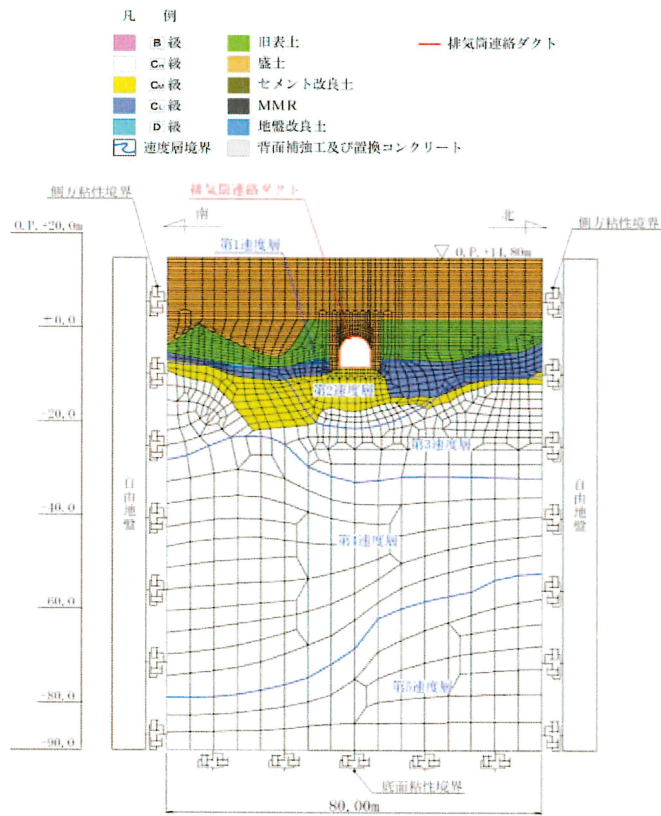 凡 例
B 級
CH 級
CM 級
CL 級
D 級
速度層境界
旧表土
盛土
セメント改良土
MMR
地盤改良土
背面補強工及び置換コンクリート
排気筒連絡ダクト
側方粘性境界
排気筒連絡ダクト
側方粘性境界
南
北
O.P.+20.0m
第1速度層
O.P.+14.80m
±0.0
第2速度層
-20.0
第3速度層
自由地盤
自由地盤
-40.0
第4速度層
-60.0
第5速度層
-80.0
-90.0
底面粘性境界
80.00m